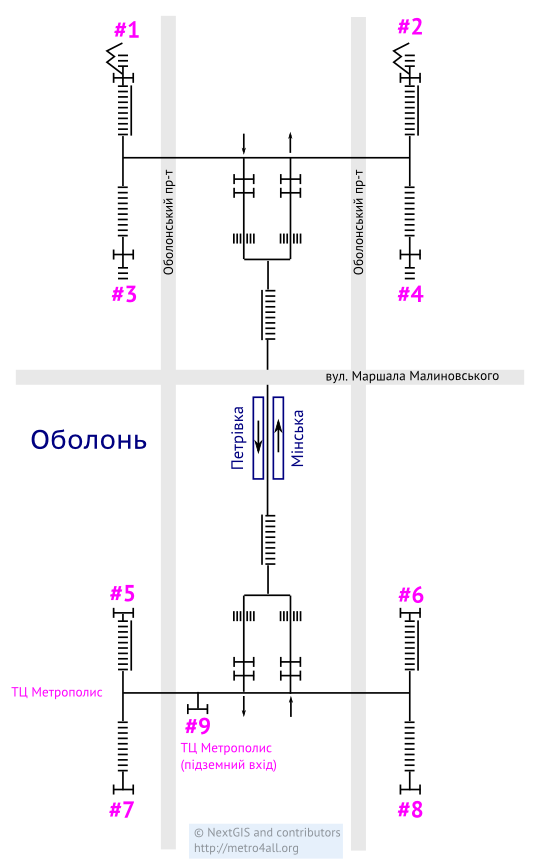 #1
#2
Оболонський пр-т
Оболонський пр-т
#3
#4
вул. Маршала Малиновського
Оболонь
Петрівка
Мінська
#5
#6
ТЦ Метрополис
#9
ТЦ Метрополис
(підземний вхід)
#7
#8
© NextGIS and contributors
http://metro4all.org